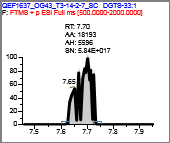 QEF1637_OG43_T3-14-2-7_SC DGT8-33:1
F: FTMS + p ESI Full ms [500.0000-2000.0000]
RT: 7.70
AA: 18193
AH: 5596
SN: 5.84E+017
7.65
100
80
60
40
20
0
7.5 7.6 7.7 7.8 7.9